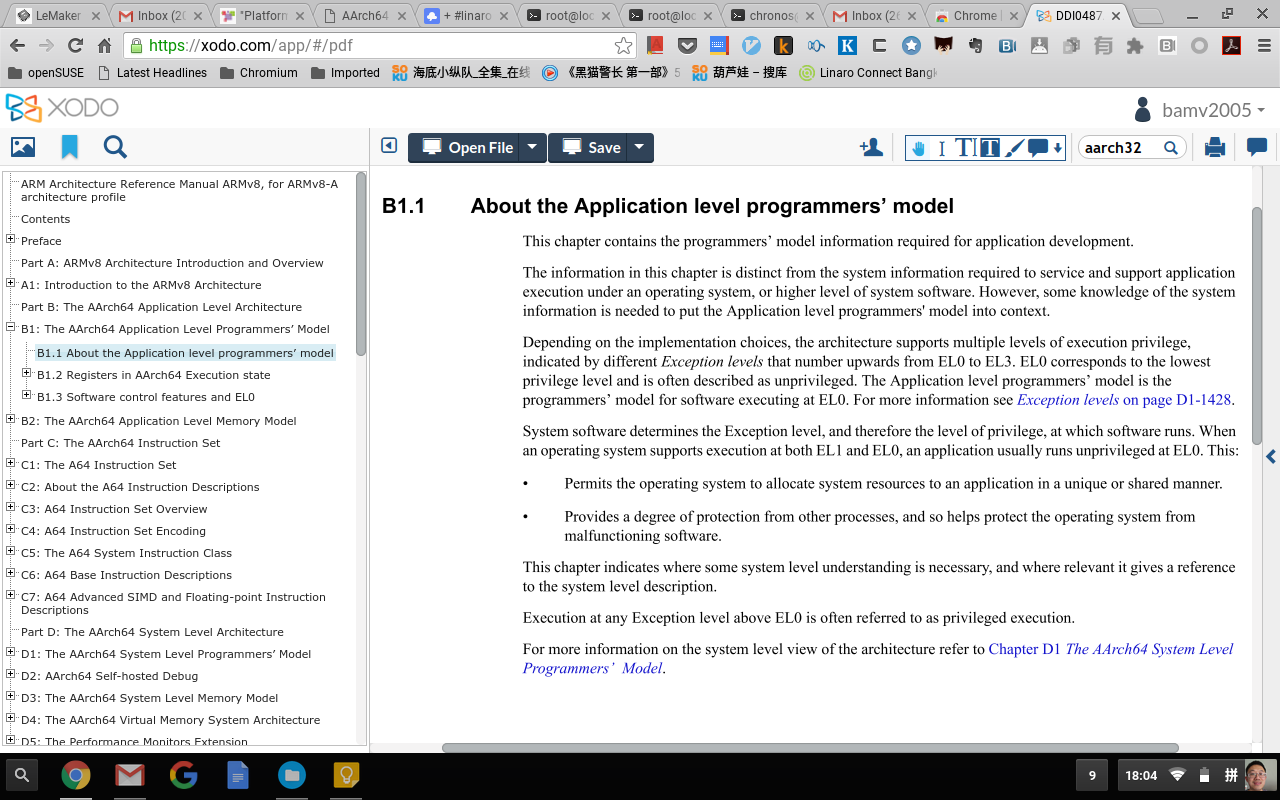 LeMaker
Inbox (20
"Platform
AArch64
+ #linaro
root@loc
root@loc
chronos@
Inbox (26
Chrome
DDI0487
https://xodo.com/app/#/pdf
openSUSE
Latest Headlines
Chromium
Imported
海底小纵队_全集_在线
《黑猫警长 第一部》5
葫芦娃 – 搜库
Linaro Connect Bangk
XODO
bamv2005
Open File
Save
aarch32
ARM Architecture Reference Manual ARMv8, for ARMv8-A
architecture profile
Contents
Preface
Part A: ARMv8 Architecture Introduction and Overview
A1: Introduction to the ARMv8 Architecture
Part B: The AArch64 Application Level Architecture
B1: The AArch64 Application Level Programmers’ Model
B1.1 About the Application level programmers’ model
B1.2 Registers in AArch64 Execution state
B1.3 Software control features and EL0
B2: The AArch64 Application Level Memory Model
Part C: The AArch64 Instruction Set
C1: The A64 Instruction Set
C2: About the A64 Instruction Descriptions
C3: A64 Instruction Set Overview
C4: A64 Instruction Set Encoding
C5: The A64 System Instruction Class
C6: A64 Base Instruction Descriptions
C7: A64 Advanced SIMD and Floating-point Instruction
Descriptions
Part D: The AArch64 System Level Architecture
D1: The AArch64 System Level Programmers’ Model
D2: AArch64 Self-hosted Debug
D3: The AArch64 System Level Memory Model
D4: The AArch64 Virtual Memory System Architecture
D5: The Performance Monitors Extension
B1.1 About the Application level programmers’ model
This chapter contains the programmers’ model information required for application development.
The information in this chapter is distinct from the system information required to service and support application
execution under an operating system, or higher level of system software. However, some knowledge of the system
information is needed to put the Application level programmers' model into context.
Depending on the implementation choices, the architecture supports multiple levels of execution privilege,
indicated by different Exception levels that number upwards from EL0 to EL3. EL0 corresponds to the lowest
privilege level and is often described as unprivileged. The Application level programmers’ model is the
programmers’ model for software executing at EL0. For more information see Exception levels on page D1-1428.
System software determines the Exception level, and therefore the level of privilege, at which software runs. When
an operating system supports execution at both EL1 and EL0, an application usually runs unprivileged at EL0. This:
• Permits the operating system to allocate system resources to an application in a unique or shared manner.
• Provides a degree of protection from other processes, and so helps protect the operating system from
malfunctioning software.
This chapter indicates where some system level understanding is necessary, and where relevant it gives a reference
to the system level description.
Execution at any Exception level above EL0 is often referred to as privileged execution.
For more information on the system level view of the architecture refer to Chapter D1 The AArch64 System Level
Programmers’ Model.
9
18:04
拼